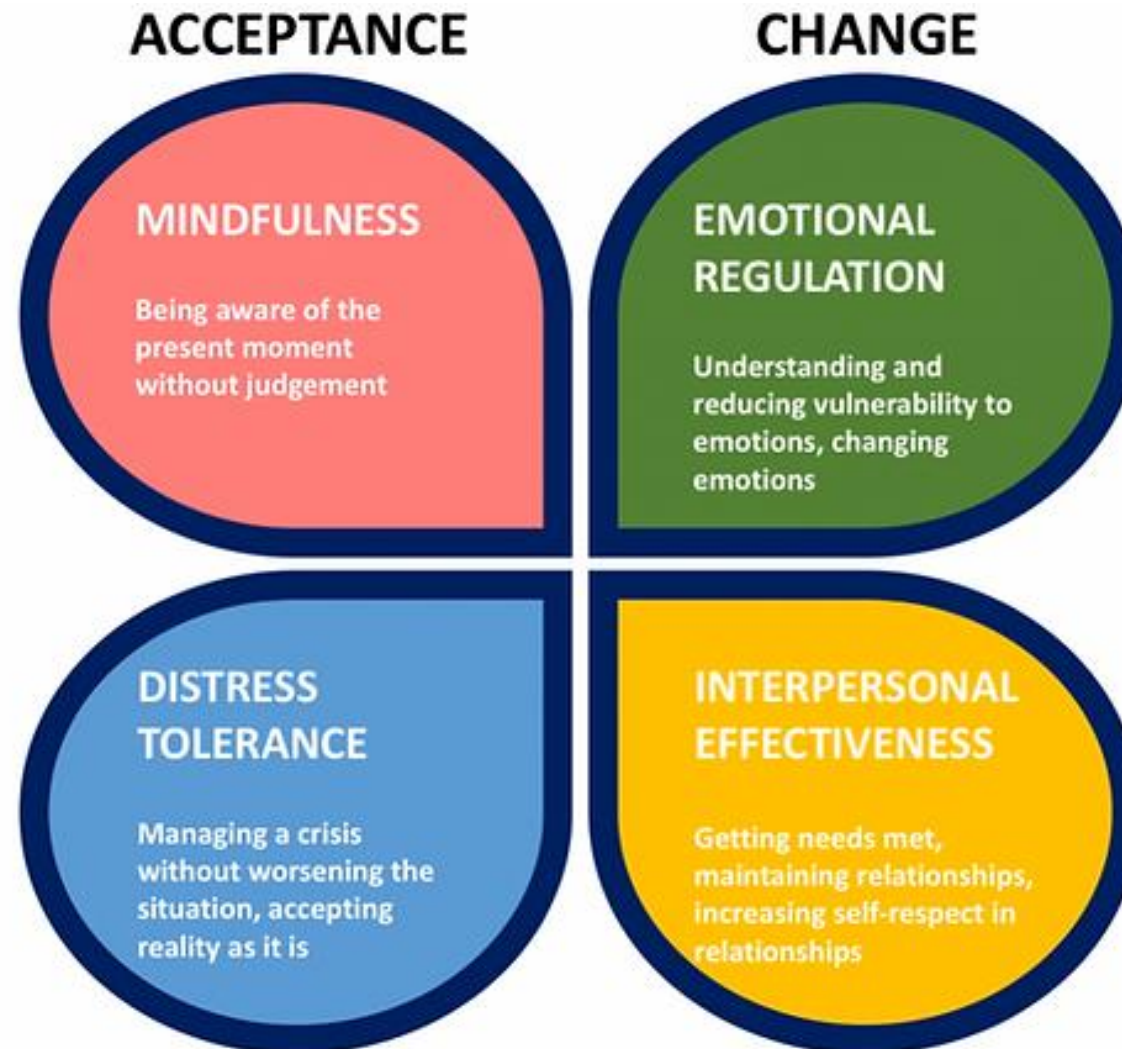 ACCEPTANCE
CHANGE
MINDFULNESS
Being aware of the
present moment
without judgement
EMOTIONAL
REGULATION
Understanding and
reducing vulnerability to
emotions, changing
emotions
DISTRESS
TOLERANCE
Managing a crisis
without worsening the
situation, accepting
reality as it is
INTERPERSONAL
EFFECTIVENESS
Getting needs met,
maintaining relationships,
increasing self-respect in
relationships